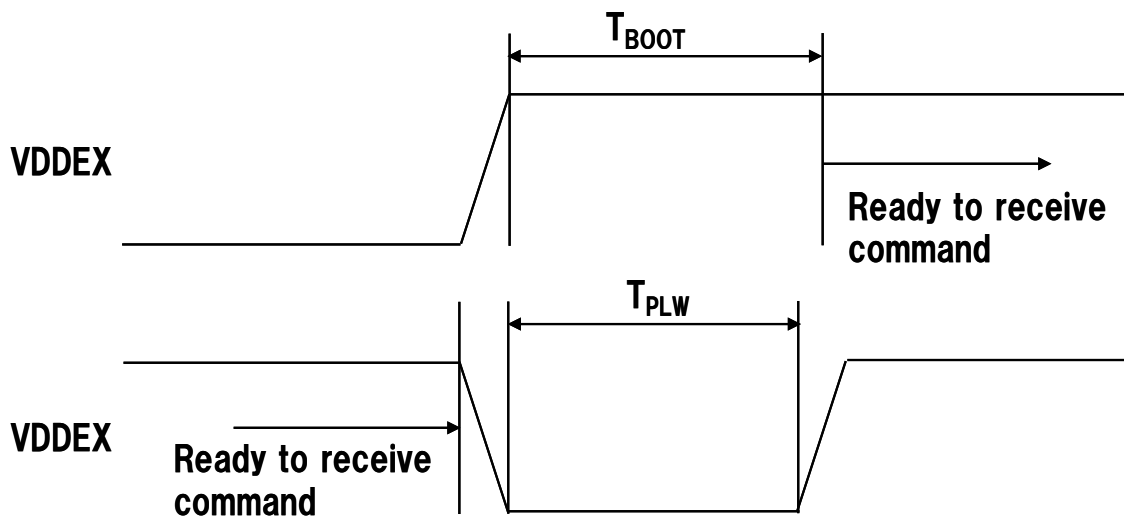 TBOOT
VDDEX
Ready to receive
command
TPLW
VDDEX
Ready to receive
command